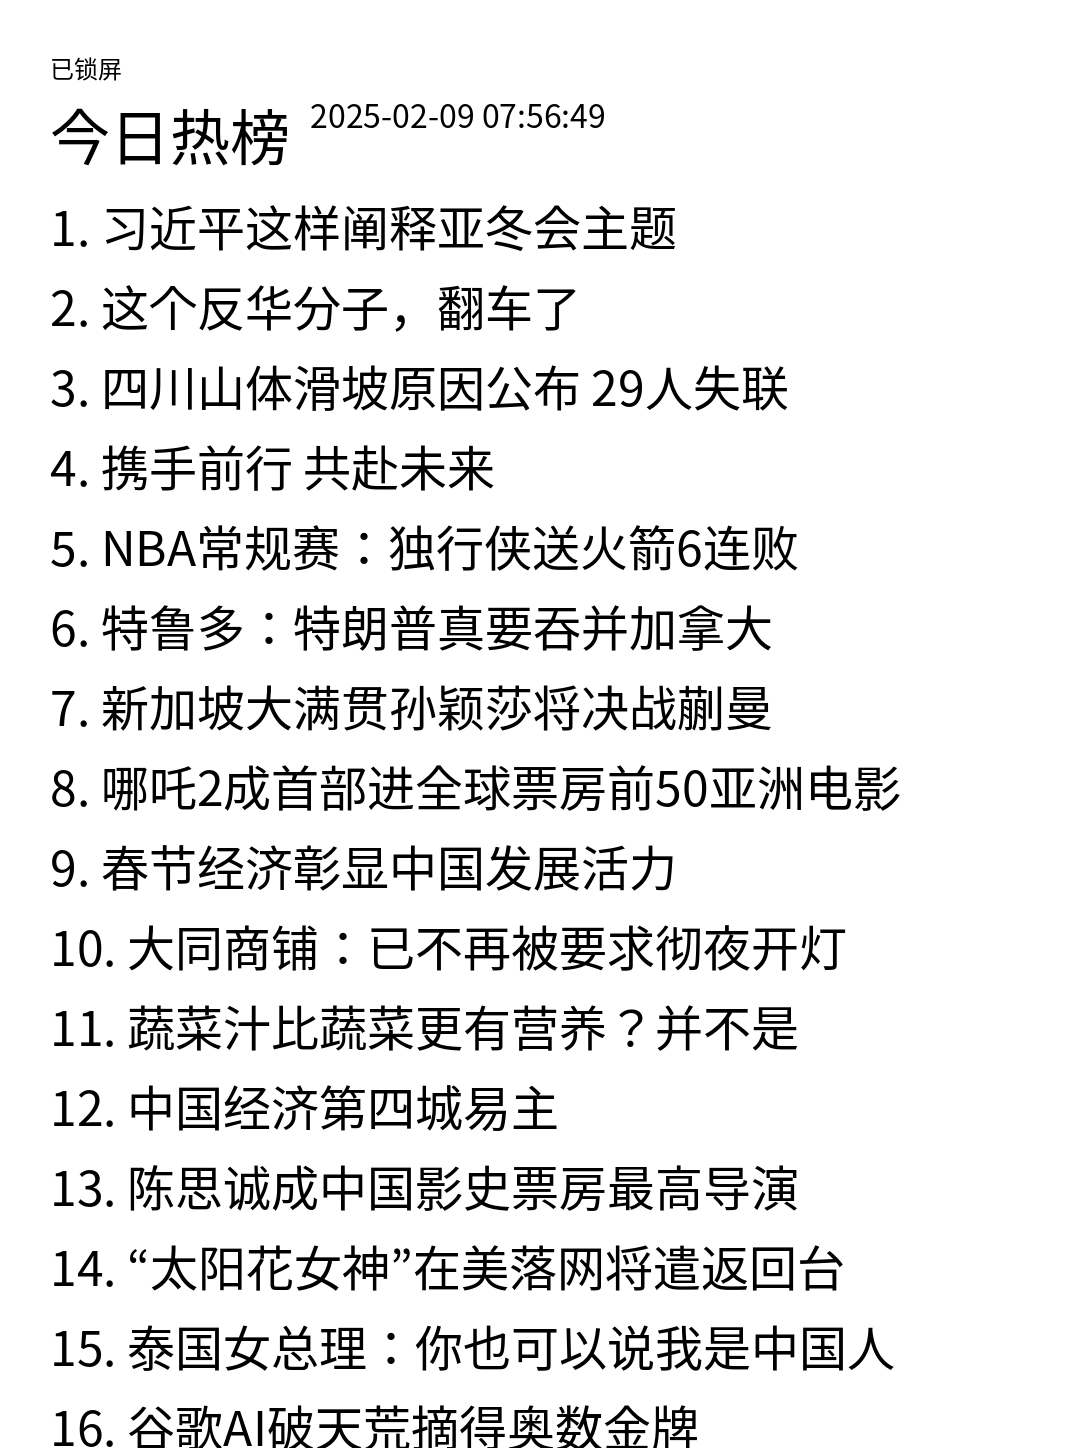 已锁屏
今日热榜 2025-02-09 07:56:49
1. 习近平这样阐释亚冬会主题
2. 这个反华分子，翻车了
3. 四川山体滑坡原因公布 29人失联
4. 携手前行 共赴未来
5. NBA常规赛：独行侠送火箭6连败
6. 特鲁多：特朗普真要吞并加拿大
7. 新加坡大满贯孙颖莎将决战蒯曼
8. 哪吒2成首部进全球票房前50亚洲电影
9. 春节经济彰显中国发展活力
10. 大同商铺：已不再被要求彻夜开灯
11. 蔬菜汁比蔬菜更有营养？并不是
12. 中国经济第四城易主
13. 陈思诚成中国影史票房最高导演
14. “太阳花女神”在美落网将遣返回台
15. 泰国女总理：你也可以说我是中国人
16. 谷歌AI破天荒摘得奥数金牌